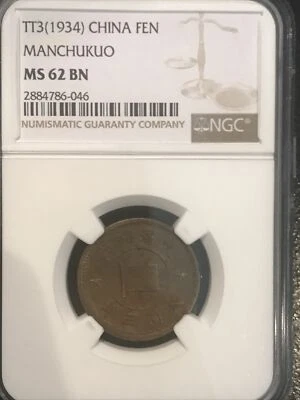 TT3(1934) CHINA FEN
MANCHUKUO
MS 62 BN
2884786-046
NUMISMATIC GUARANTY COMPANY
NGC®